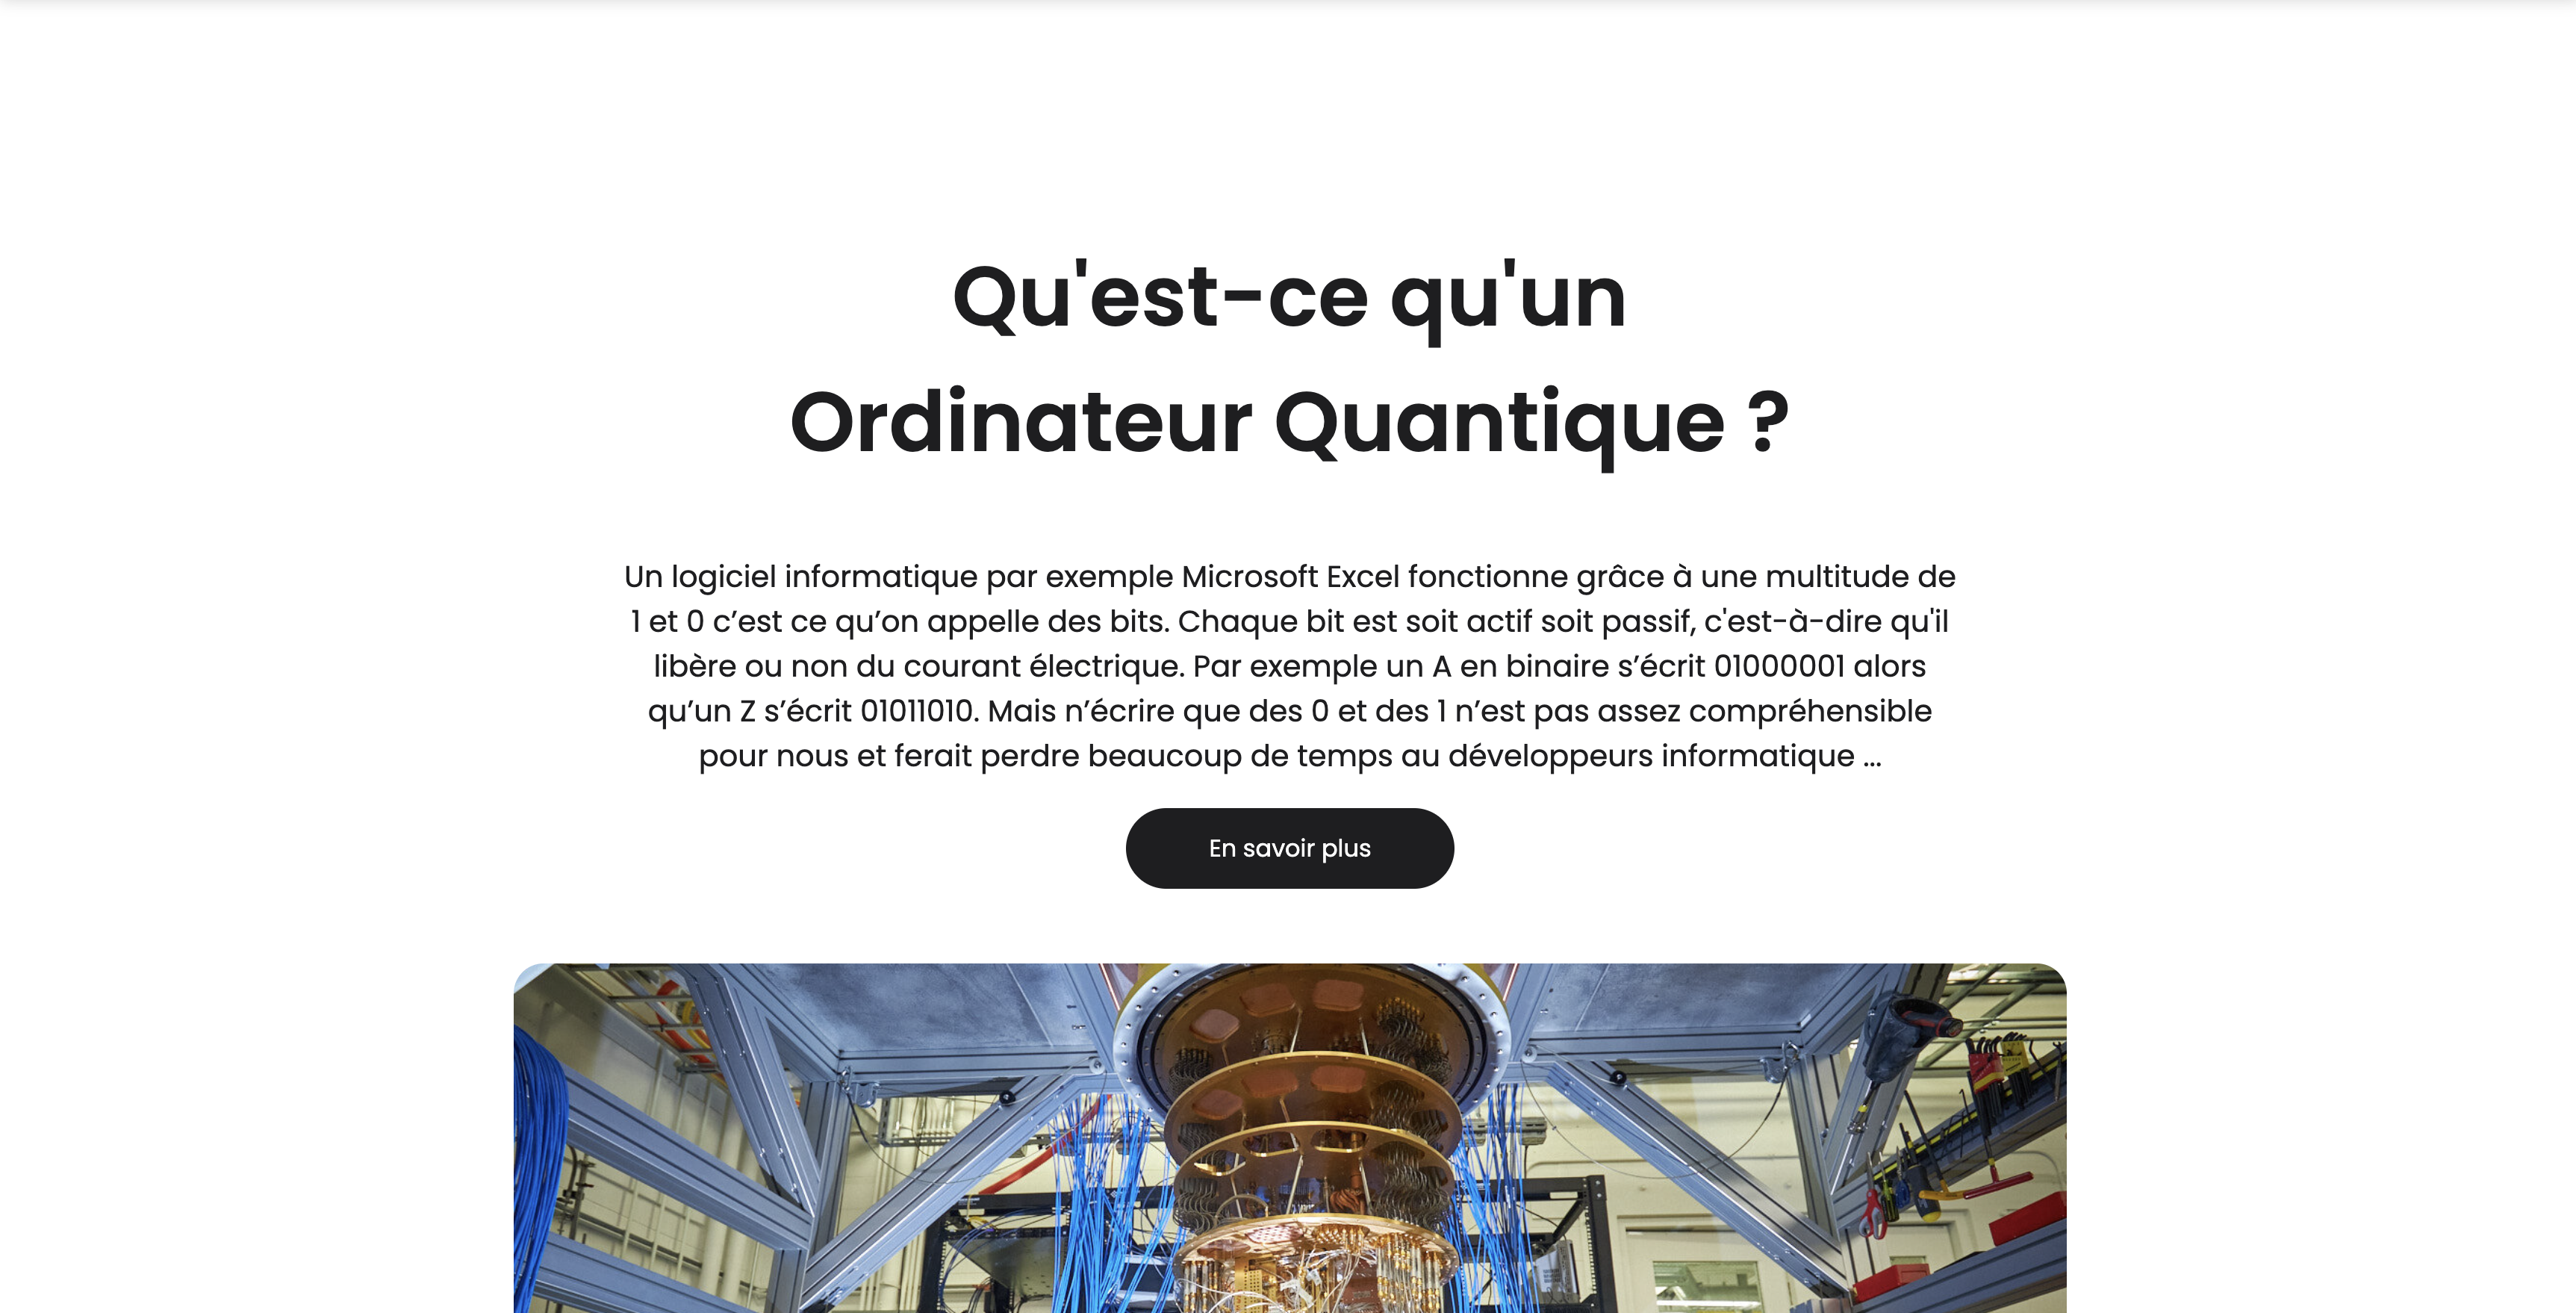 Qu'est-ce qu'un
Ordinateur Quantique ?
Un logiciel informatique par exemple Microsoft Excel fonctionne grâce à une multitude de
1 et 0 c’est ce qu’on appelle des bits. Chaque bit est soit actif soit passif, c'est-à-dire qu'il
libère ou non du courant électrique. Par exemple un A en binaire s’écrit 01000001 alors
qu’un Z s’écrit 01011010. Mais n’écrire que des 0 et des 1 n’est pas assez compréhensible
pour nous et ferait perdre beaucoup de temps au développeurs informatique ...
En savoir plus